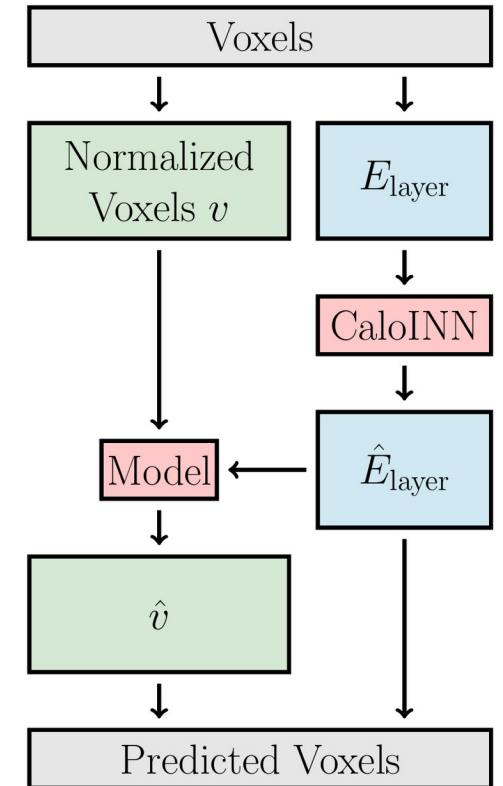 Voxels
Normalized
Voxels v
E_layer
CaloINN
Model
Ê_layer
v̂
Predicted Voxels